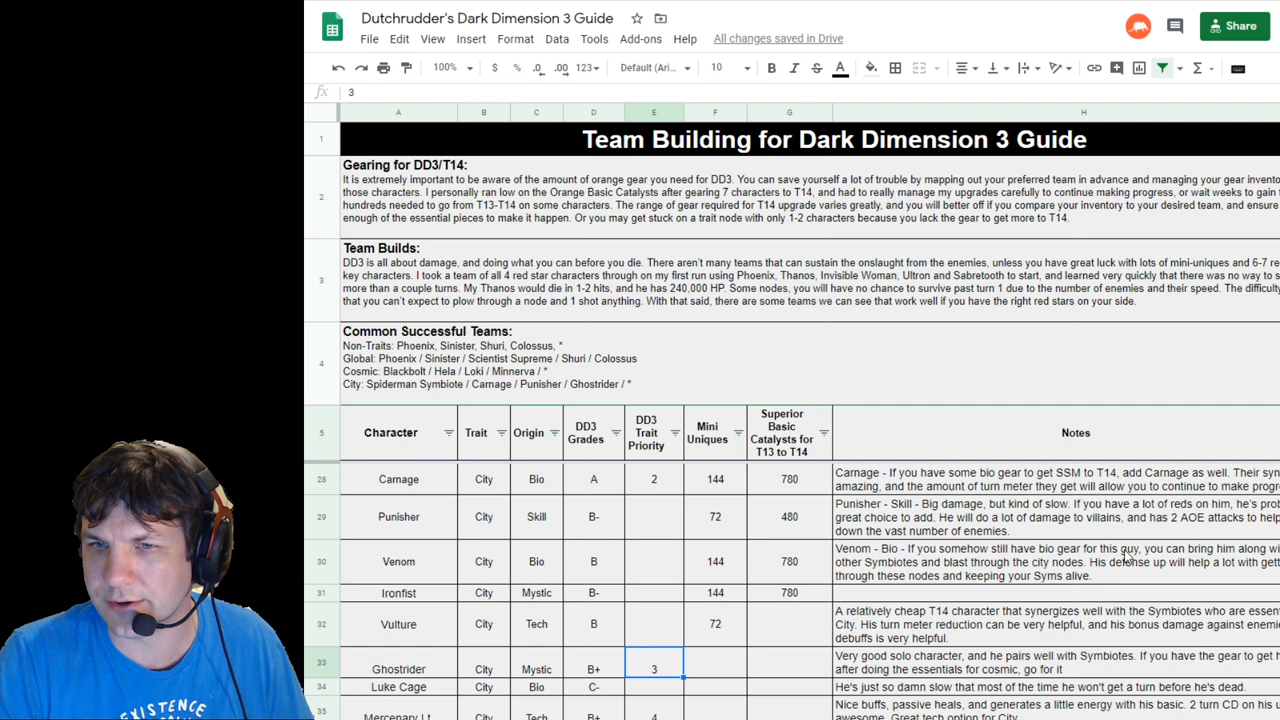 Dutchrudder's Dark Dimension 3 Guide
File Edit View Insert Format Data Tools Add-ons Help All changes saved in Drive
Share
100% $ % .0 .00 123 Default (Ari... 10 B I S A
fx 3
A B C D E F G H
1 Team Building for Dark Dimension 3 Guide
Gearing for DD3/T14:
It is extremely important to be aware of the amount of orange gear you need for DD3. You can save yourself a lot of trouble by mapping out your preferred team in advance and managing your gear invento
2 those characters. I personally ran low on the Orange Basic Catalysts after gearing 7 characters to T14, and had to really manage my upgrades carefully to continue making progress, or wait weeks to gain
hundreds needed to go from T13-T14 on some characters. The range of gear required for T14 upgrade varies greatly, and you will better off if you compare your inventory to your desired team, and ensure
enough of the essential pieces to make it happen. Or you may get stuck on a trait node with only 1-2 characters because you lack the gear to get more to T14.
Team Builds:
DD3 is all about damage, and doing what you can before you die. There aren't many teams that can sustain the onslaught from the enemies, unless you have great luck with lots of mini-uniques and 6-7 re
3 key characters. I took a team of all 4 red star characters through on my first run using Phoenix, Thanos, Invisible Woman, Ultron and Sabretooth to start, and learned very quickly that there was no way to s
more than a couple turns. My Thanos would die in 1-2 hits, and he has 240,000 HP. Some nodes, you will have no chance to survive past turn 1 due to the number of enemies and their speed. The difficulty
that you can't expect to plow through a node and 1 shot anything. With that said, there are some teams we can see that work well if you have the right red stars on your side.
Common Successful Teams:
Non-Traits: Phoenix, Sinister, Shuri, Colossus, *
4 Global: Phoenix / Sinister / Scientist Supreme / Shuri / Colossus
Cosmic: Blackbolt / Hela / Loki / Minnerva / *
City: Spiderman Symbiote / Carnage / Punisher / Ghostrider / *
5 Character Trait Origin DD3 Grades DD3 Trait Priority Mini Uniques Superior Basic Catalysts for T13 to T14 Notes
28 Carnage City Bio A 2 144 780 Carnage - If you have some bio gear to get SSM to T14, add Carnage as well. Their syn
amazing, and the amount of turn meter they get will allow you to continue to make progr
29 Punisher City Skill B- 72 480 Punisher - Skill - Big damage, but kind of slow. If you have a lot of reds on him, he's prob
great choice to add. He will do a lot of damage to villains, and has 2 AOE attacks to help
down the vast number of enemies.
30 Venom City Bio B 144 780 Venom - Bio - If you somehow still have bio gear for this guy, you can bring him along wi
other Symbiotes and blast through the city nodes. His defense up will help a lot with gett
through these nodes and keeping your Syms alive.
31 Ironfist City Mystic B- 144 780
32 Vulture City Tech B 72 A relatively cheap T14 character that synergizes well with the Symbiotes who are essen
City. His turn meter reduction can be very helpful, and his bonus damage against enemie
debuffs is very helpful.
33 Ghostrider City Mystic B+ 3 Very good solo character, and he pairs well with Symbiotes. If you have the gear to get h
after doing the essentials for cosmic, go for it
34 Luke Cage City Bio C- He's just so damn slow that most of the time he won't get a turn before he's dead.
35 Mercenary Lt City Tech B+ 4 Nice buffs, passive heals, and generates a little energy with his basic. 2 turn CD on his u
awesome. Great tech option for City
EXISTENCE